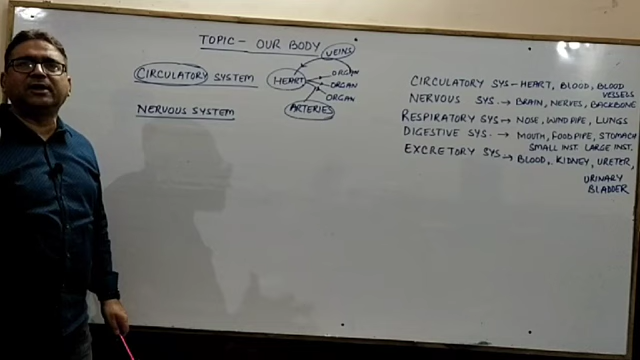 TOPIC- OUR BODY
VEINS
CIRCULATORY SYSTEM
HEART
ORGAN
ORGAN
ORGAN
ARTERIES
NERVOUS SYSTEM
CIRCULATORY SYS- HEART, BLOOD, BLOOD
VESSELS
NERVOUS SYS. → BRAIN, NERVES, BACKBONE
RESPIRATORY SYS → NOSE, WIND PIPE, LUNGS
DIGESTIVE SYS. → MOUTH, FOOD PIPE, STOMACH
SMALL INST. LARGE INST.
EXCRETORY SYS → BLOOD, KIDNEY, URETER,
URINARY
BLADDER